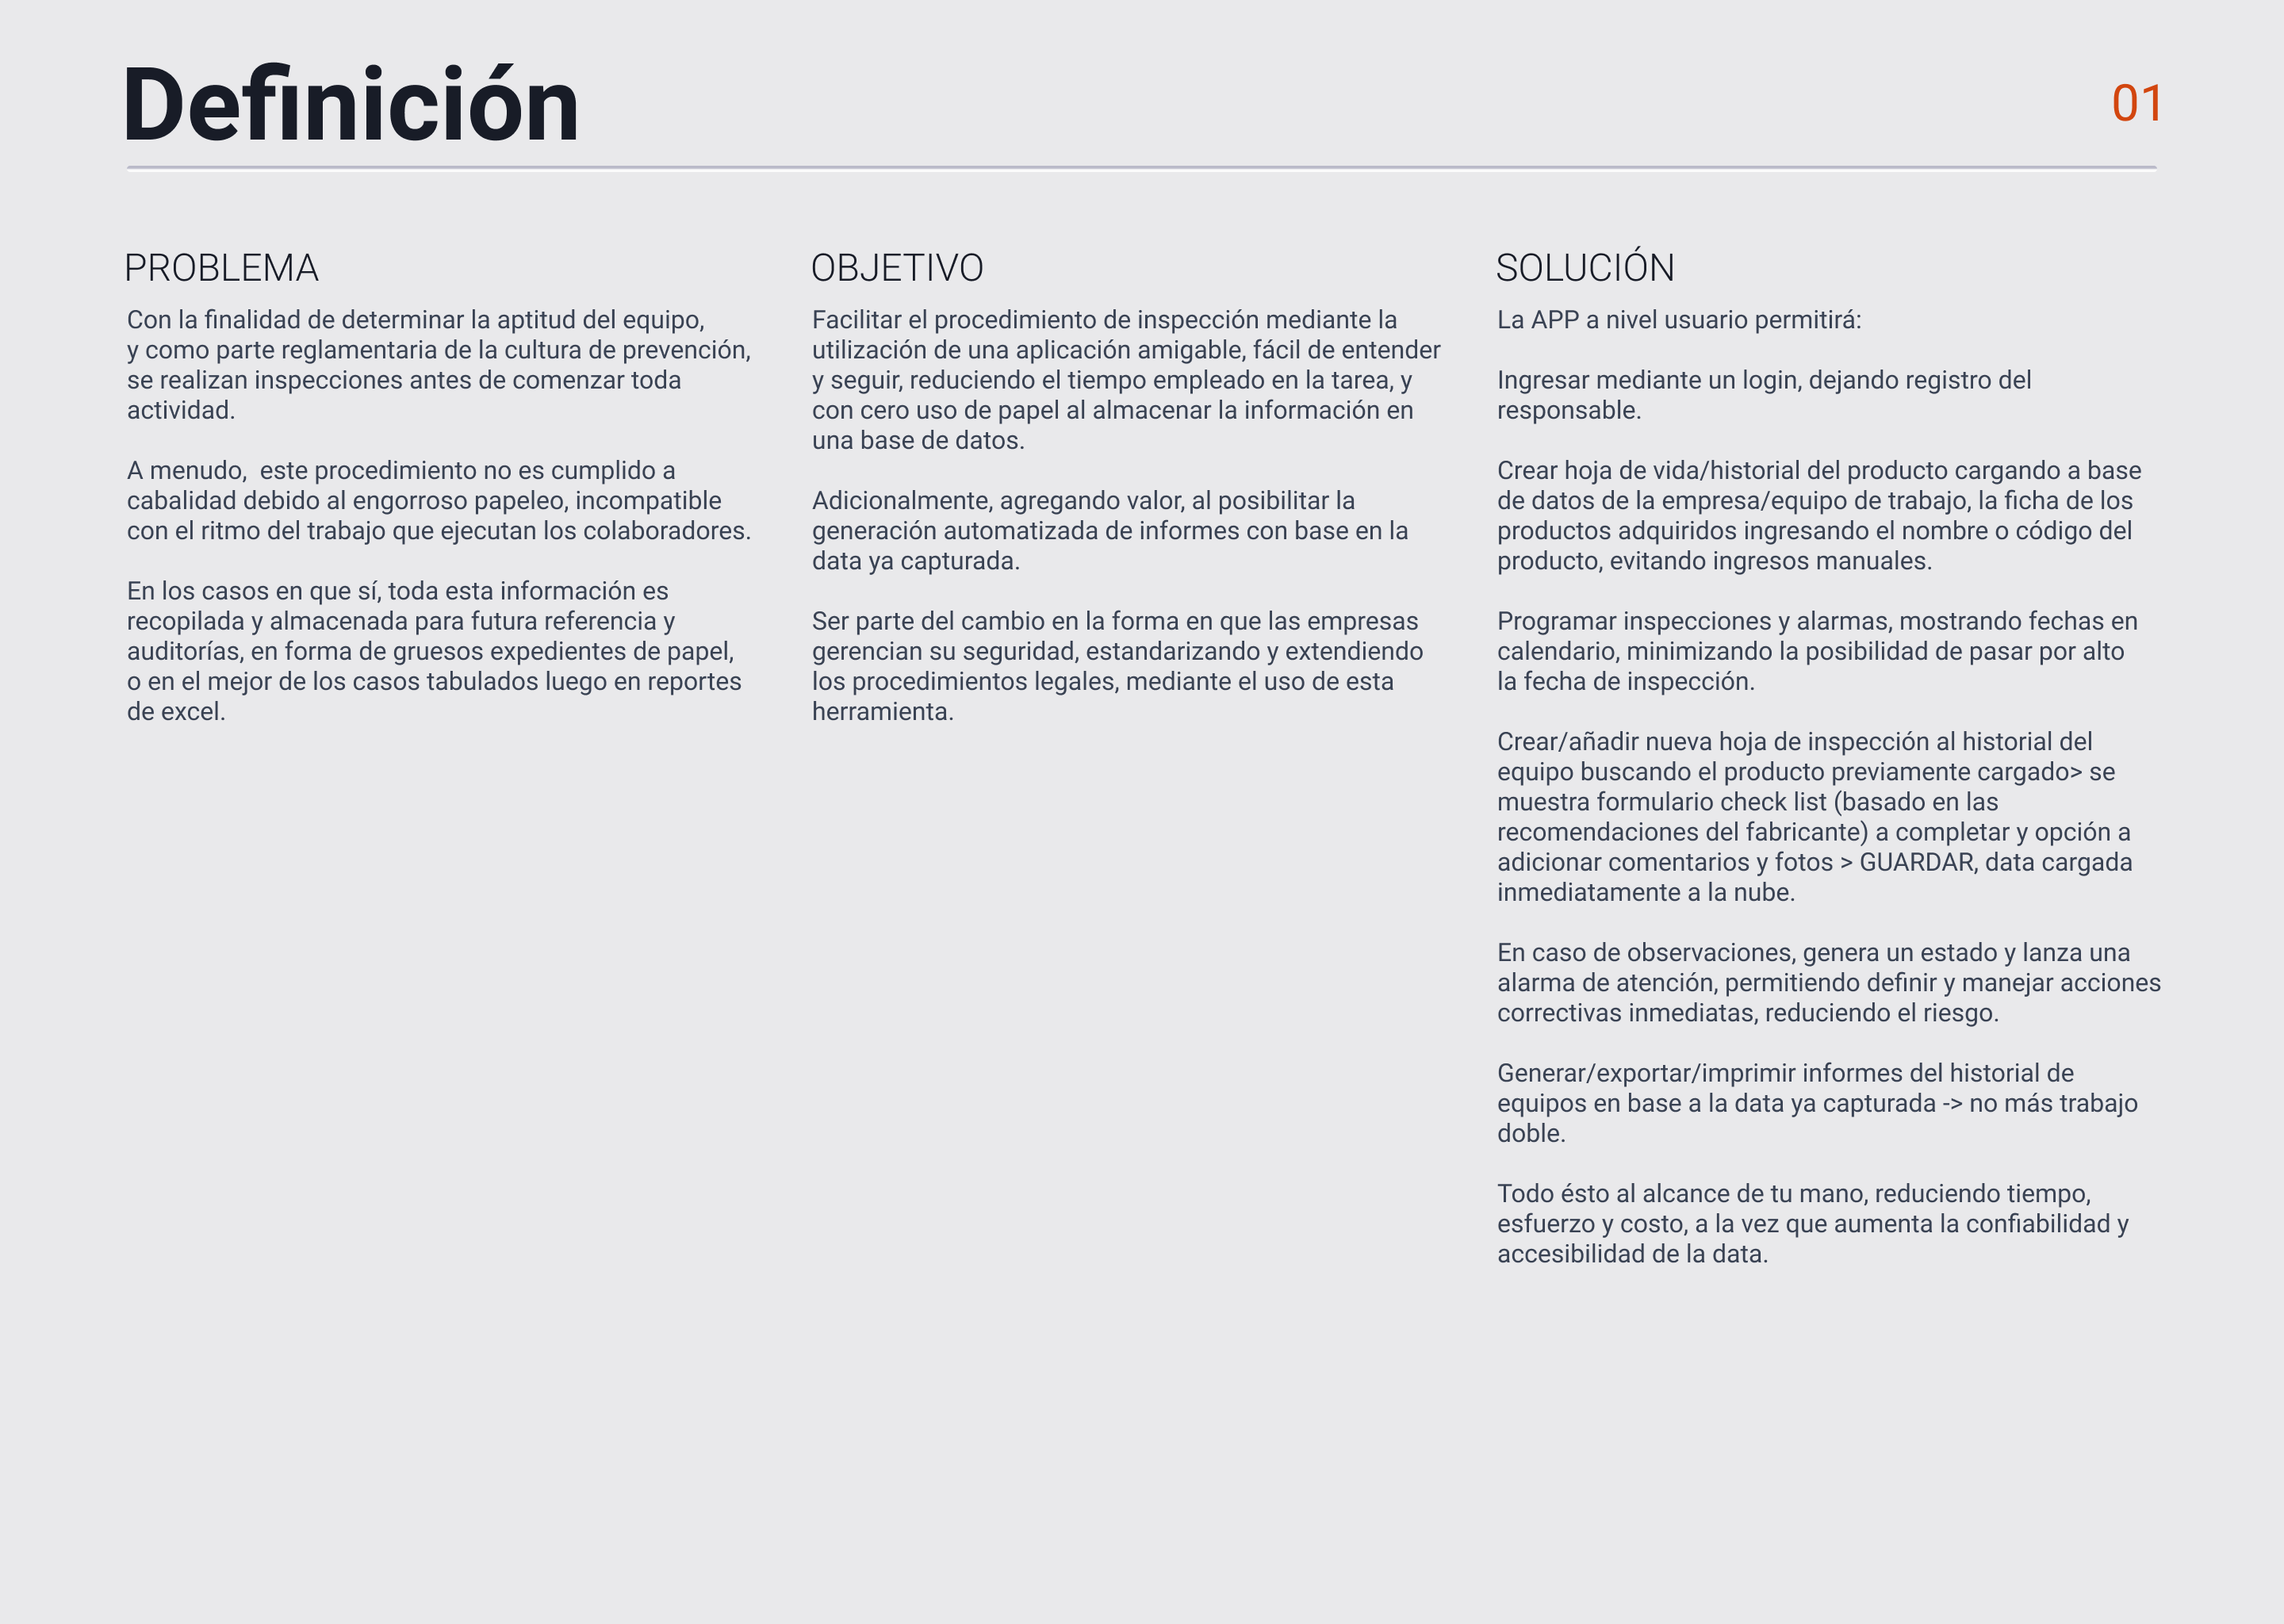 Definición
01
PROBLEMA
Con la finalidad de determinar la aptitud del equipo,
y como parte reglamentaria de la cultura de prevención,
se realizan inspecciones antes de comenzar toda
actividad.
A menudo,  este procedimiento no es cumplido a
cabalidad debido al engorroso papeleo, incompatible
con el ritmo del trabajo que ejecutan los colaboradores.
En los casos en que sí, toda esta información es
recopilada y almacenada para futura referencia y
auditorías, en forma de gruesos expedientes de papel,
o en el mejor de los casos tabulados luego en reportes
de excel.
OBJETIVO
Facilitar el procedimiento de inspección mediante la
utilización de una aplicación amigable, fácil de entender
y seguir, reduciendo el tiempo empleado en la tarea, y
con cero uso de papel al almacenar la información en
una base de datos.
Adicionalmente, agregando valor, al posibilitar la
generación automatizada de informes con base en la
data ya capturada.
Ser parte del cambio en la forma en que las empresas
gerencian su seguridad, estandarizando y extendiendo
los procedimientos legales, mediante el uso de esta
herramienta.
SOLUCIÓN
La APP a nivel usuario permitirá:
Ingresar mediante un login, dejando registro del
responsable.
Crear hoja de vida/historial del producto cargando a base
de datos de la empresa/equipo de trabajo, la ficha de los
productos adquiridos ingresando el nombre o código del
producto, evitando ingresos manuales.
Programar inspecciones y alarmas, mostrando fechas en
calendario, minimizando la posibilidad de pasar por alto
la fecha de inspección.
Crear/añadir nueva hoja de inspección al historial del
equipo buscando el producto previamente cargado> se
muestra formulario check list (basado en las
recomendaciones del fabricante) a completar y opción a
adicionar comentarios y fotos > GUARDAR, data cargada
inmediatamente a la nube.
En caso de observaciones, genera un estado y lanza una
alarma de atención, permitiendo definir y manejar acciones
correctivas inmediatas, reduciendo el riesgo.
Generar/exportar/imprimir informes del historial de
equipos en base a la data ya capturada -> no más trabajo
doble.
Todo ésto al alcance de tu mano, reduciendo tiempo,
esfuerzo y costo, a la vez que aumenta la confiabilidad y
accesibilidad de la data.